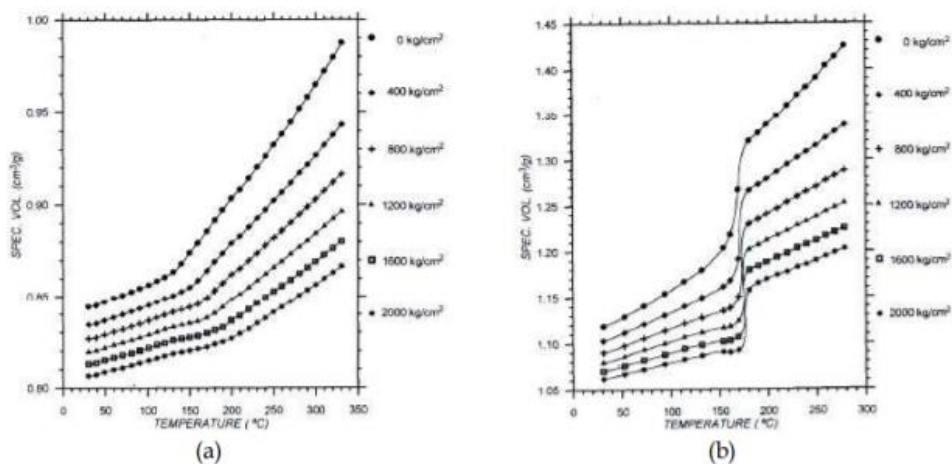 1.00
0.95
0.90
0.85
0.80
SPEC. VOL. (cm³/g)
0 50 100 150 200 250 300 350
TEMPERATURE (ºC)
0 kg/cm²
400 kg/cm²
800 kg/cm²
1200 kg/cm²
1600 kg/cm²
2000 kg/cm²
(a)
1.45
1.40
1.35
1.30
1.25
1.20
1.15
1.10
1.05
SPEC. VOL. (cm³/g)
0 50 100 150 200 250 300
TEMPERATURE (ºC)
0 kg/cm²
400 kg/cm²
800 kg/cm²
1200 kg/cm²
1600 kg/cm²
2000 kg/cm²
(b)